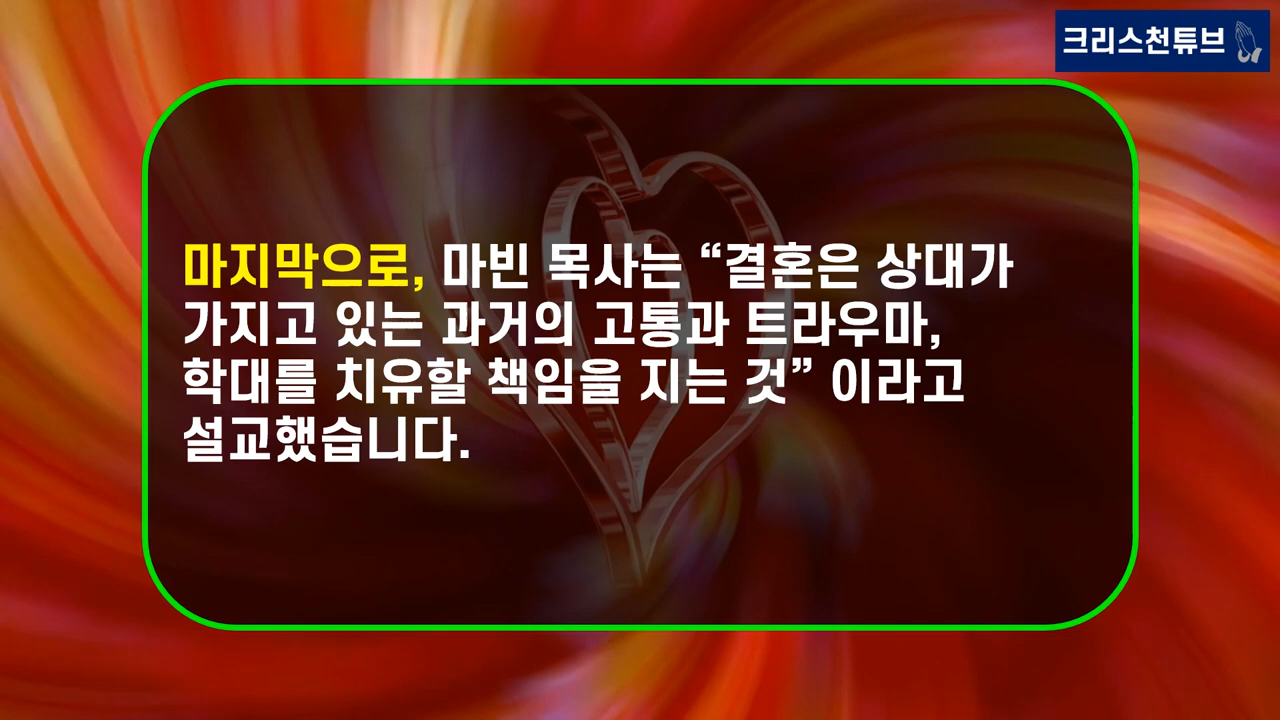 크리스천튜브
마지막으로, 마빈 목사는 “결혼은 상대가
가지고 있는 과거의 고통과 트라우마,
학대를 치유할 책임을 지는 것” 이라고
설교했습니다.